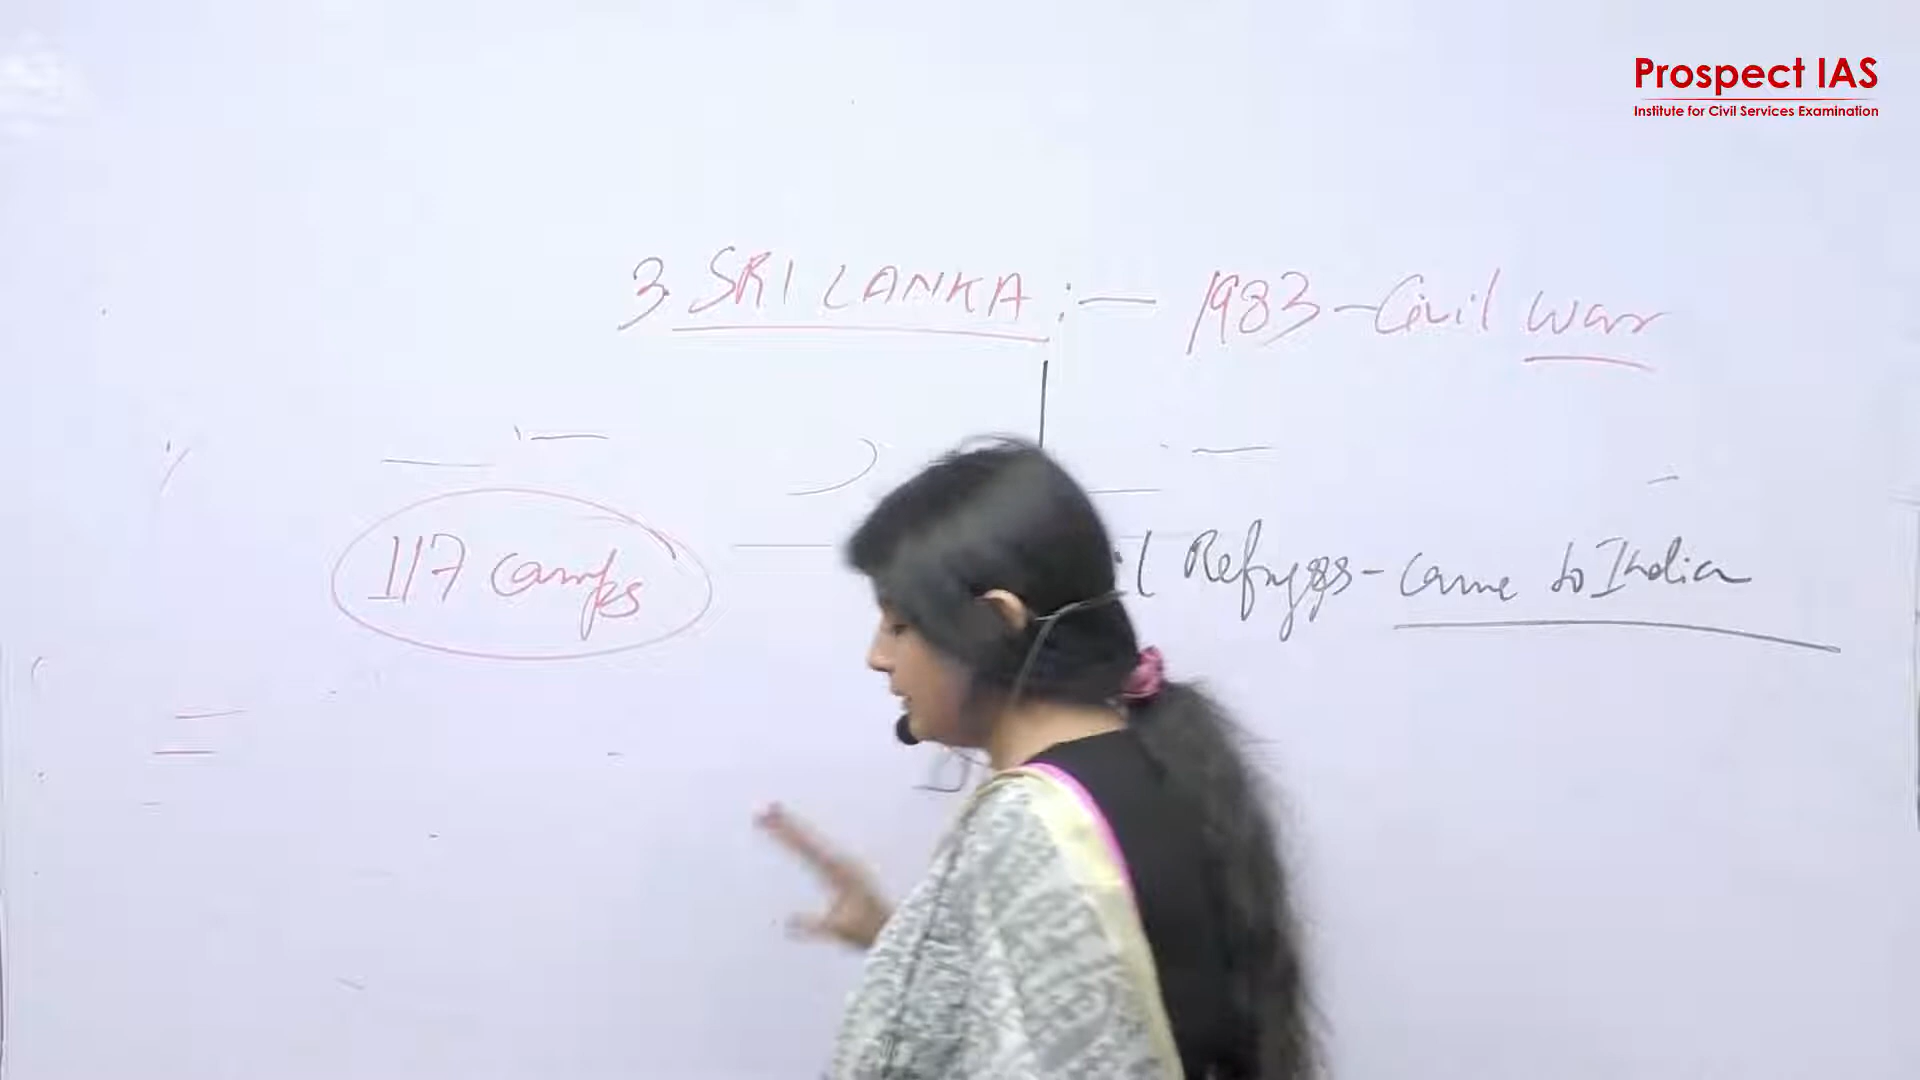 Prospect IAS
Institute for Civil Services Examination
3. SRI LANKA :— 1983 - Civil War
117 Camps
Refugees - came to India